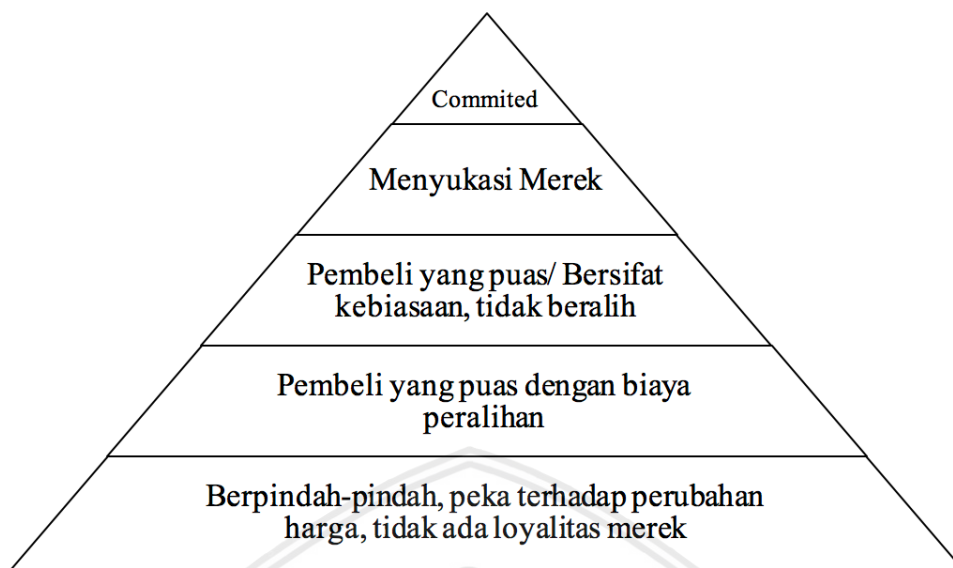 Commited
Menyukasi Merek
Pembeli yang puas/ Bersifat
kebiasaan, tidak beralih
Pembeli yang puas dengan biaya
peralihan
Berpindah-pindah, peka terhadap perubahan
harga, tidak ada loyalitas merek